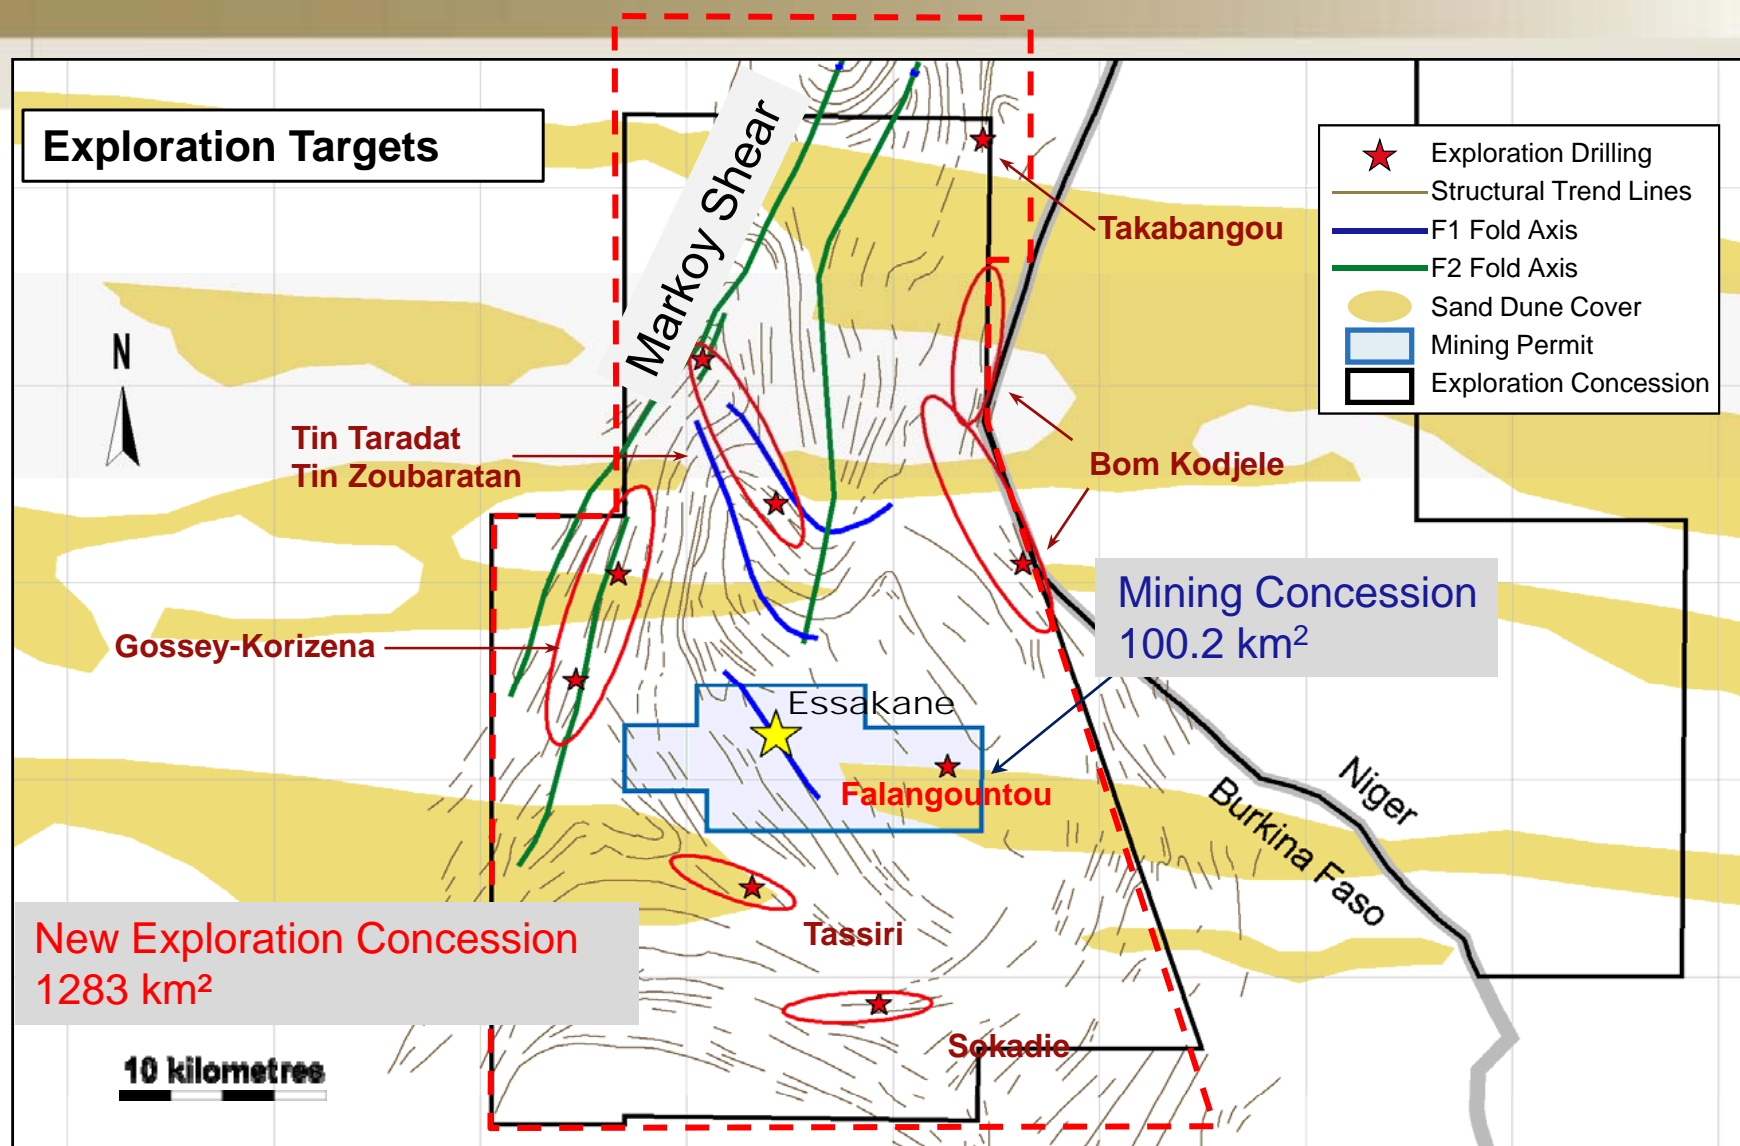 Exploration Targets
Markoy Shear
Exploration Drilling
Structural Trend Lines
F1 Fold Axis
F2 Fold Axis
Sand Dune Cover
Mining Permit
Exploration Concession
Takabangou
N
Tin Taradat
Tin Zoubaratan
Bom Kodjele
Mining Concession
100.2 km²
Gossey-Korizena
Essakane
Falangountou
Niger
Burkina Faso
New Exploration Concession
1283 km²
Tassiri
Sokadie
10 kilometres